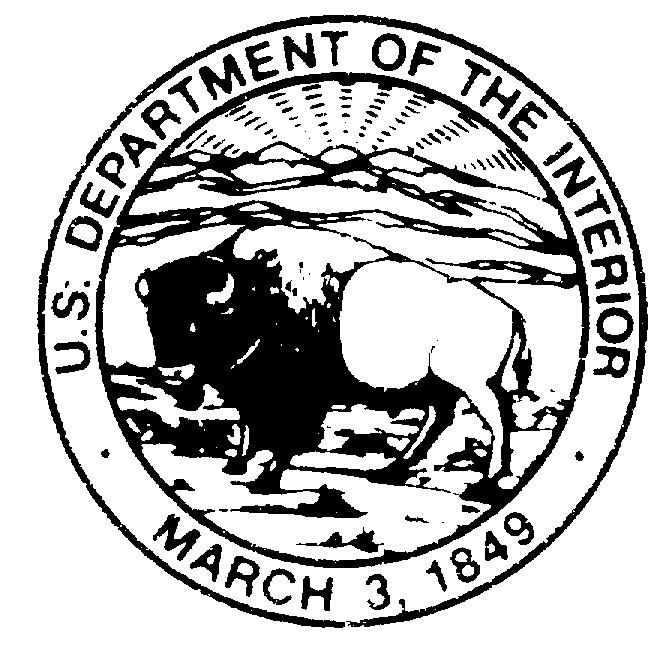 U.S. DEPARTMENT OF THE INTERIOR
MARCH 3, 1849